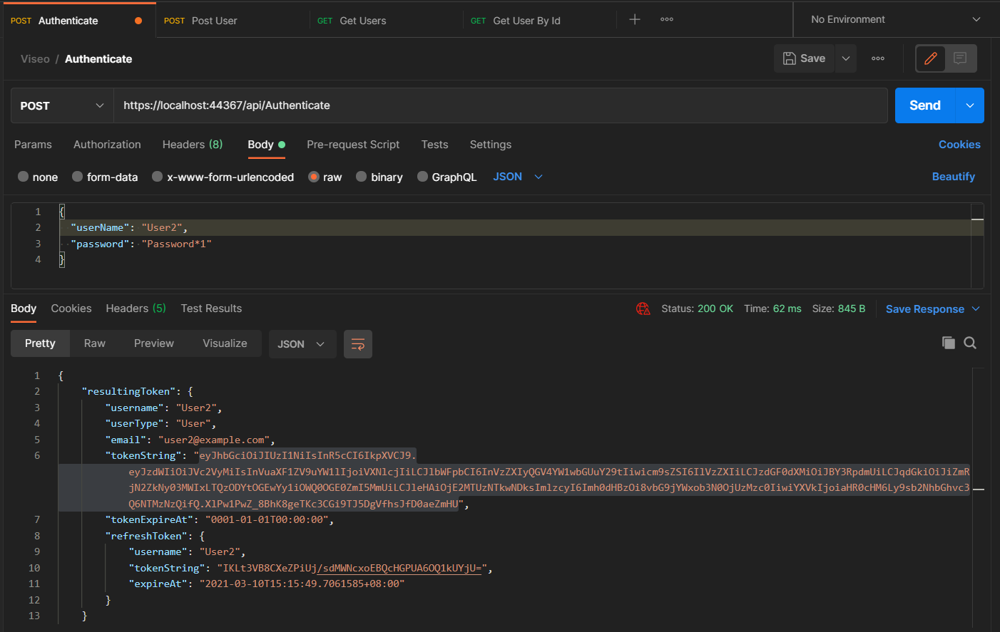 POST Authenticate POST Post User GET Get Users GET Get User By Id No Environment
Viseo / Authenticate Save
POST https://localhost:44367/api/Authenticate Send
Params Authorization Headers (8) Body Pre-request Script Tests Settings Cookies
none form-data x-www-form-urlencoded raw binary GraphQL JSON Beautify
1 {
2 "userName": "User2",
3 "password": "Password*1"
4 }
Body Cookies Headers (5) Test Results Status: 200 OK Time: 62 ms Size: 845 B Save Response
Pretty Raw Preview Visualize JSON
1 {
2 "resultingToken": {
3 "username": "User2",
4 "userType": "User",
5 "email": "user2@example.com",
6 "tokenString": "eyJhbGciOiJIUzI1NiIsInR5cCI6IkpXVCJ9.
eyJzdWIiOiJVc2VyMiIsInVuaXF1ZV9uYW1lIjoiVXNlcjIiLCJlbWFpbCI6InVzZXIyQGV4YW1wbGUuY29tIiwicm9sZSI6IlVzZXIiLCJzdGF0dXMiOiJBY3RpdmUiLCJqdGkiOiJiZmR
jN2ZkNy03MWIxLTQzODYtOGEwYy1iOWQ0OGE0ZmI5MmUiLCJleHAiOjE2MTUzNTkwNDksImlzcyI6Imh0dHBzOi8vbG9jYWxob3N0OjUzMzc0IiwiYXVkIjoiaHR0cHM6Ly9sb2NhbGhvc3
Q6NTMzNzQifQ.XlPw1PwZ_8BhK8geTKc3CGi9TJ5DgVfhsJfD0aeZmHU",
7 "tokenExpireAt": "0001-01-01T00:00:00",
8 "refreshToken": {
9 "username": "User2",
10 "tokenString": "IKLt3VB8CXeZPiUj/sdMWNcxoEBQcHGPUA6OQ1kUYjU=",
11 "expireAt": "2021-03-10T15:15:49.7061585+08:00"
12 }
13 }